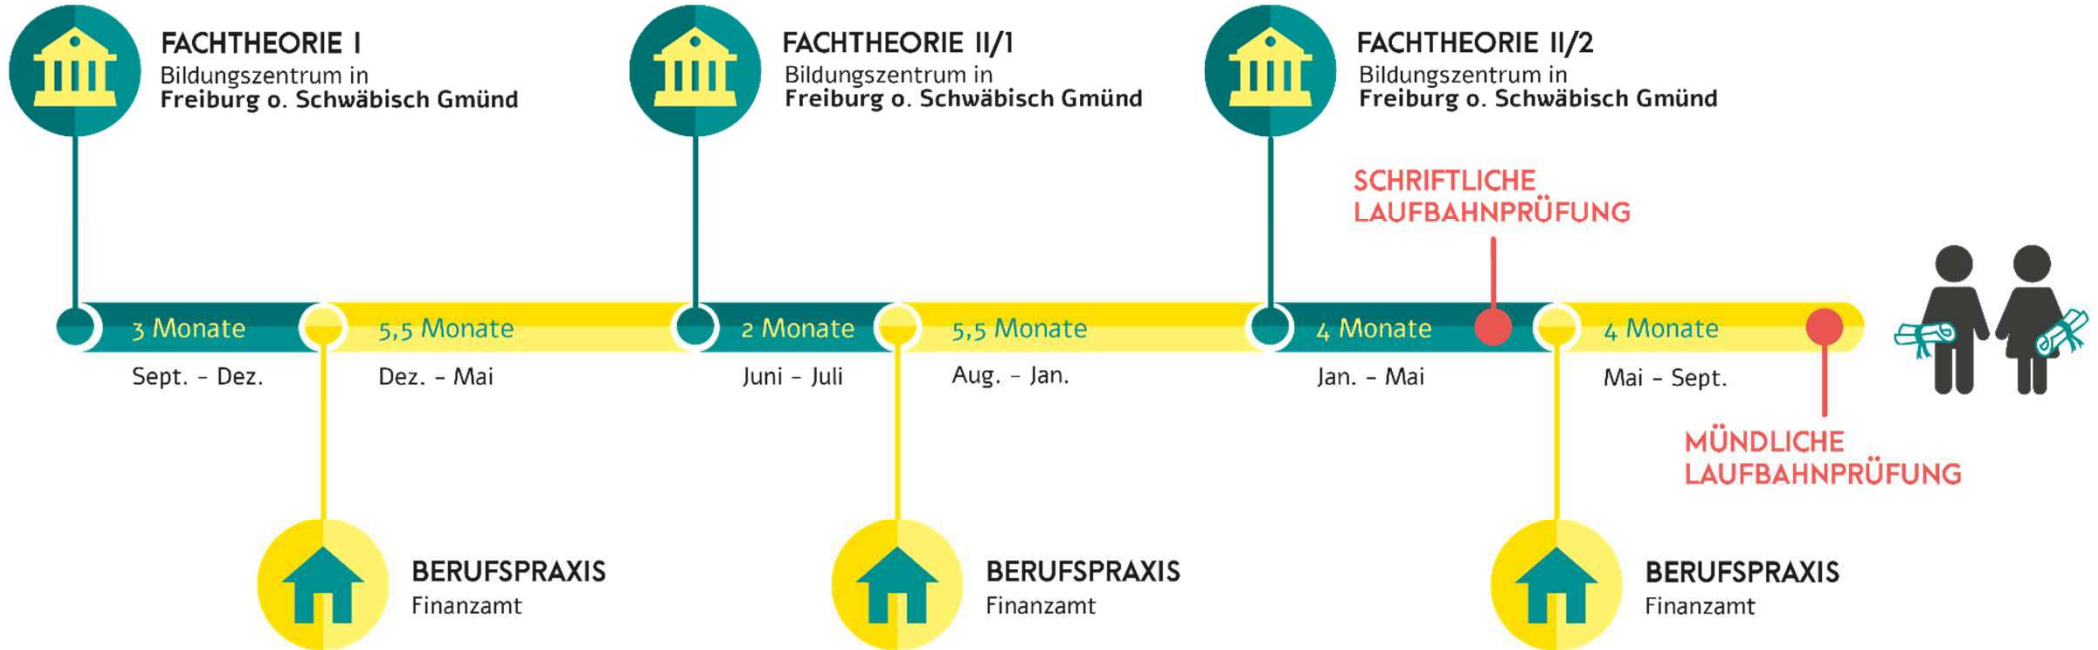 FACHTHEORIE I
Bildungszentrum in
Freiburg o. Schwäbisch Gmünd
FACHTHEORIE II/1
Bildungszentrum in
Freiburg o. Schwäbisch Gmünd
FACHTHEORIE II/2
Bildungszentrum in
Freiburg o. Schwäbisch Gmünd
SCHRIFTLICHE
LAUFBAHNPRÜFUNG
3 Monate
5,5 Monate
2 Monate
5,5 Monate
4 Monate
4 Monate
Sept. - Dez.
Dez. - Mai
Juni - Juli
Aug. - Jan.
Jan. - Mai
Mai - Sept.
MÜNDLICHE
LAUFBAHNPRÜFUNG
BERUFSPRAXIS
Finanzamt
BERUFSPRAXIS
Finanzamt
BERUFSPRAXIS
Finanzamt